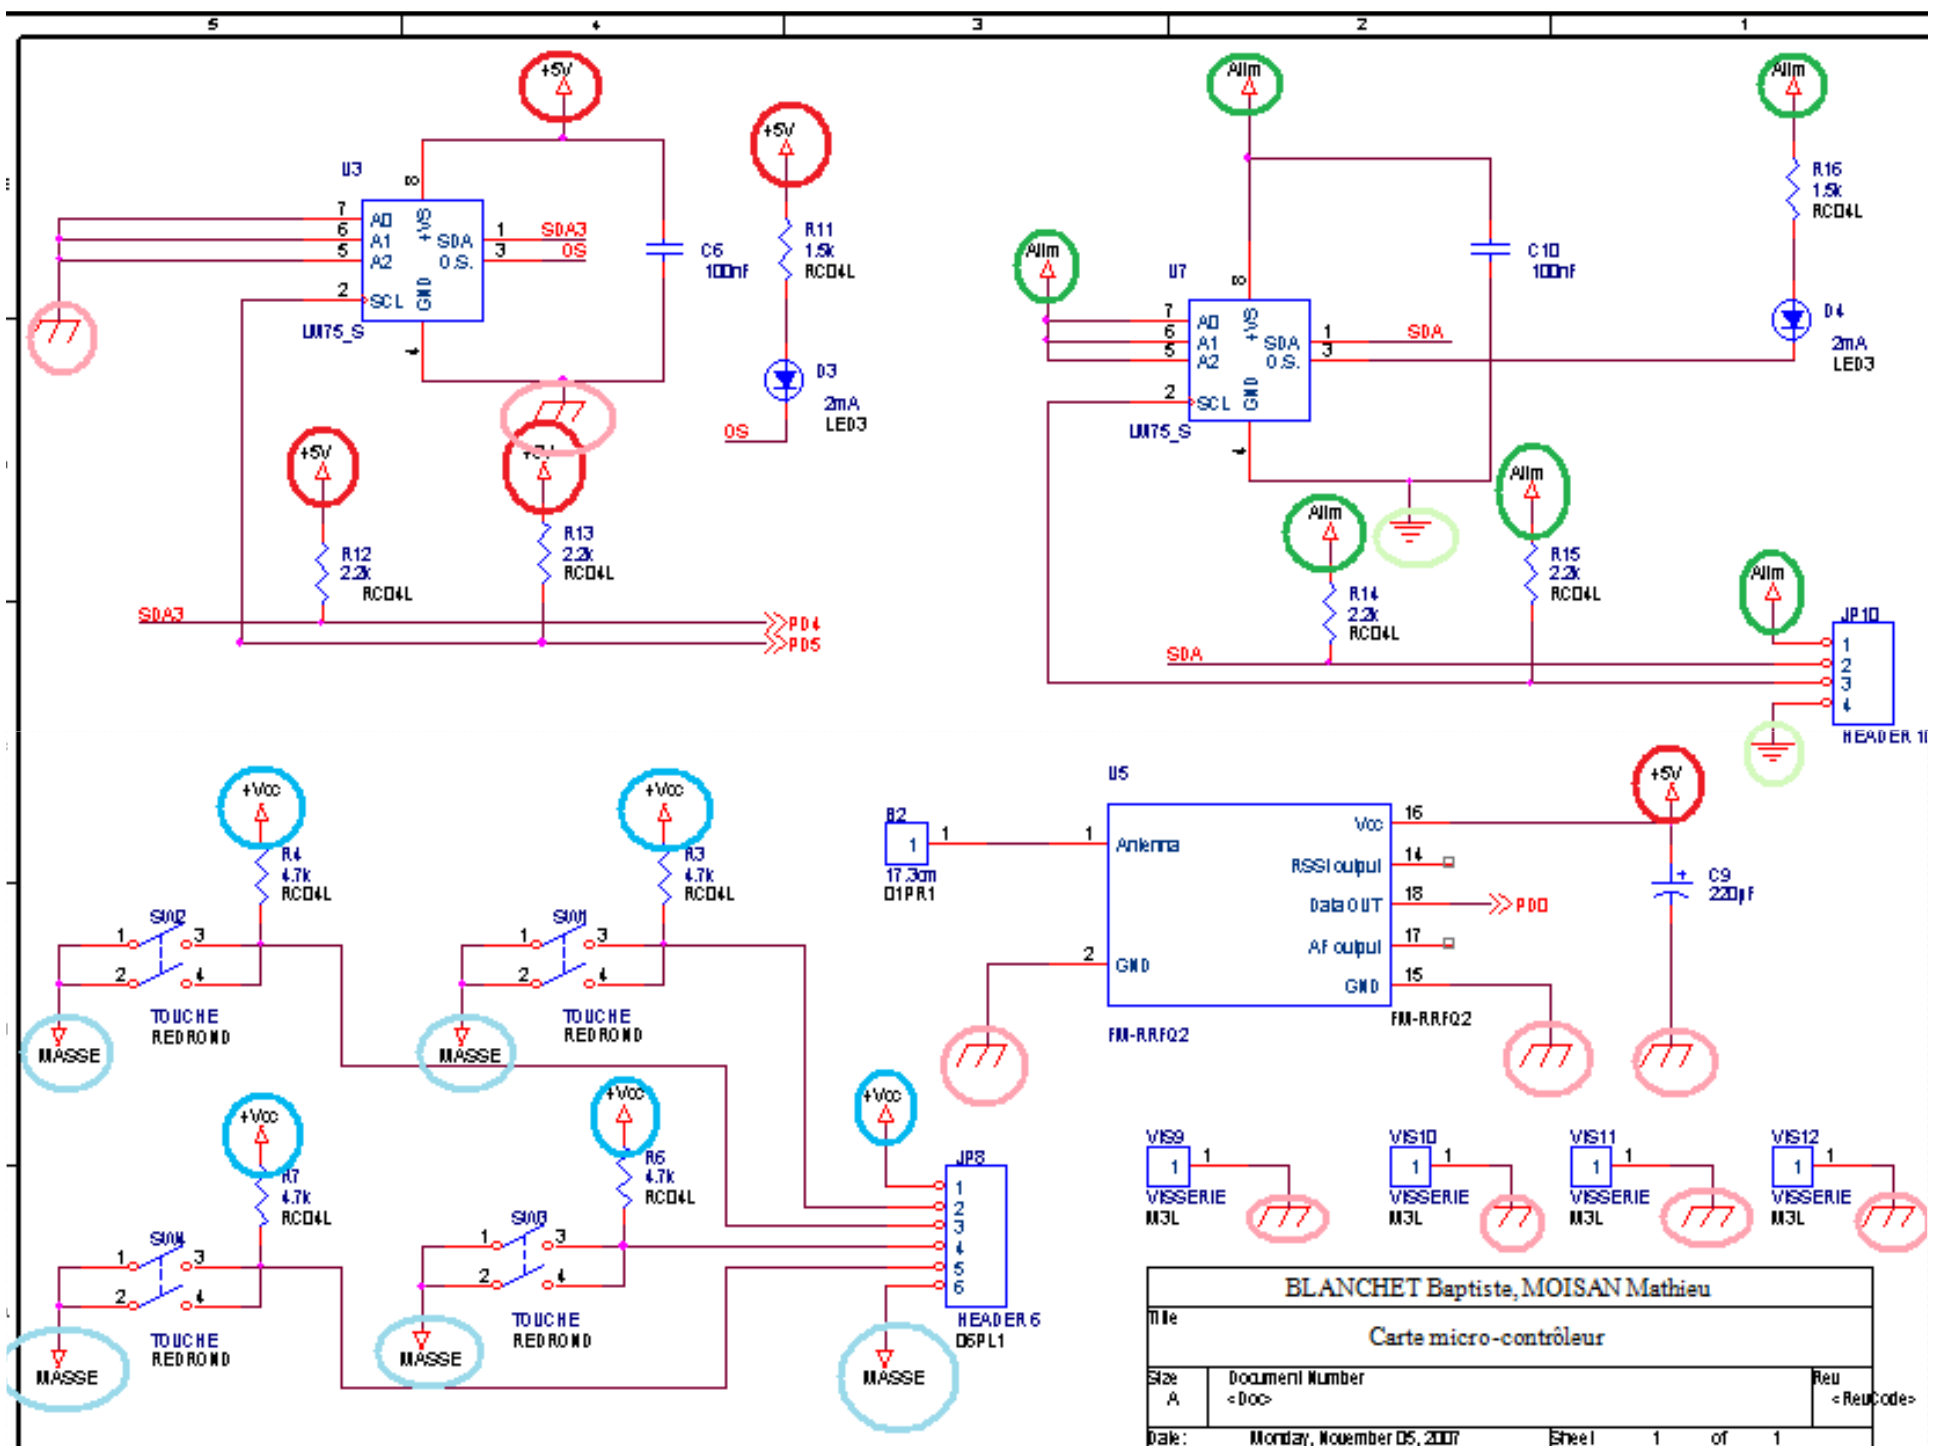 5 4 3 2 1
+5V
+5V
Alim
Alim
U3
8
7 A0
6 A1
5 A2
2 SCL
+VS
GND
SDA 1 SDA3
O.S. 3 OS
4
LM75_S
C6
100nF
R11
1.5k
RC04L
D3
2mA
LED3
OS
+5V
+5V
R12
2.2k
RC04L
R13
2.2k
RC04L
SDA3
PD4
PD5
Alim
U7
8
7 A0
6 A1
5 A2
2 SCL
+VS
GND
SDA 1 SDA
O.S. 3
4
LM75_S
C10
100nF
R16
1.5k
RC04L
D4
2mA
LED3
Alim
Alim
Alim
R14
2.2k
RC04L
R15
2.2k
RC04L
SDA
JP10
1
2
3
4
HEADER 10
+Vcc
R4
4.7k
RC04L
SW2
1 3
2 4
TOUCHE
REDROND
MASSE
+Vcc
R3
4.7k
RC04L
SW1
1 3
2 4
TOUCHE
REDROND
MASSE
U5
B2
1 1
17.3cm
01PR1
1 Antenna
2 GND
Vcc 16
RSSI output 14
Data OUT 18 PD0
AF output 17
GND 15
FM-RRFQ2
FM-RRFQ2
+5V
C9
220µF
+Vcc
R7
4.7k
RC04L
SW4
1 3
2 4
TOUCHE
REDROND
MASSE
+Vcc
R6
4.7k
RC04L
SW3
1 3
2 4
TOUCHE
REDROND
MASSE
+Vcc
JP8
1
2
3
4
5
6
HEADER 6
06PL1
MASSE
VIS9 VIS10 VIS11 VIS12
1 1 1 1 1 1 1 1
VISSERIE VISSERIE VISSERIE VISSERIE
M3L M3L M3L M3L
BLANCHET Baptiste, MOISAN Mathieu
Title
Carte micro-contrôleur
Size Document Number Rev
A <Doc> <RevCode>
Date: Monday, November 05, 2007 Sheet 1 of 1